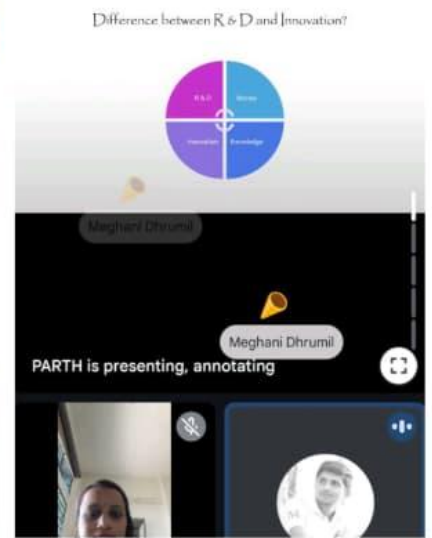 Difference between R & D and Innovation?
R & D
Money
Innovation
Knowledge
Meghani Dhrumil
Meghani Dhrumil
PARTH is presenting, annotating